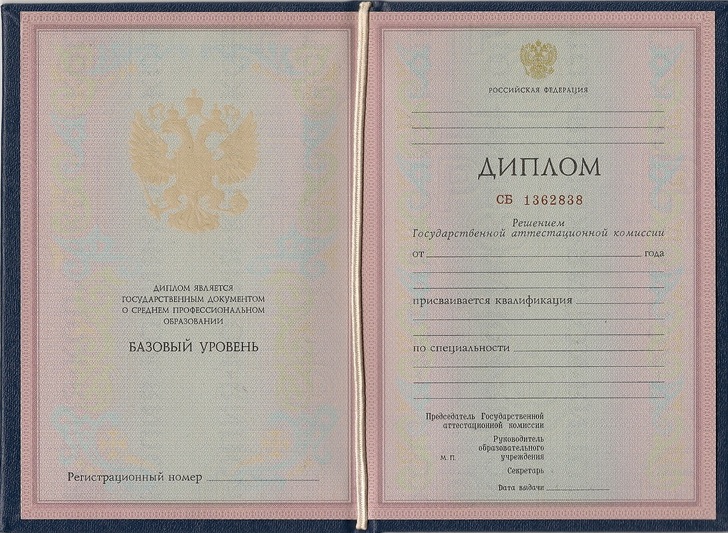 ДИПЛОМ ЯВЛЯЕТСЯ
ГОСУДАРСТВЕННЫМ ДОКУМЕНТОМ
О СРЕДНЕМ ПРОФЕССИОНАЛЬНОМ
ОБРАЗОВАНИИ
БАЗОВЫЙ УРОВЕНЬ
Регистрационный номер
РОССИЙСКАЯ ФЕДЕРАЦИЯ
ДИПЛОМ
СБ 1362838
Решением
Государственной аттестационной комиссии
от года
присваивается квалификация
по специальности
Председатель Государственной
аттестационной комиссии
Руководитель
образовательного
м.п. учреждения
Секретарь
Дата выдачи